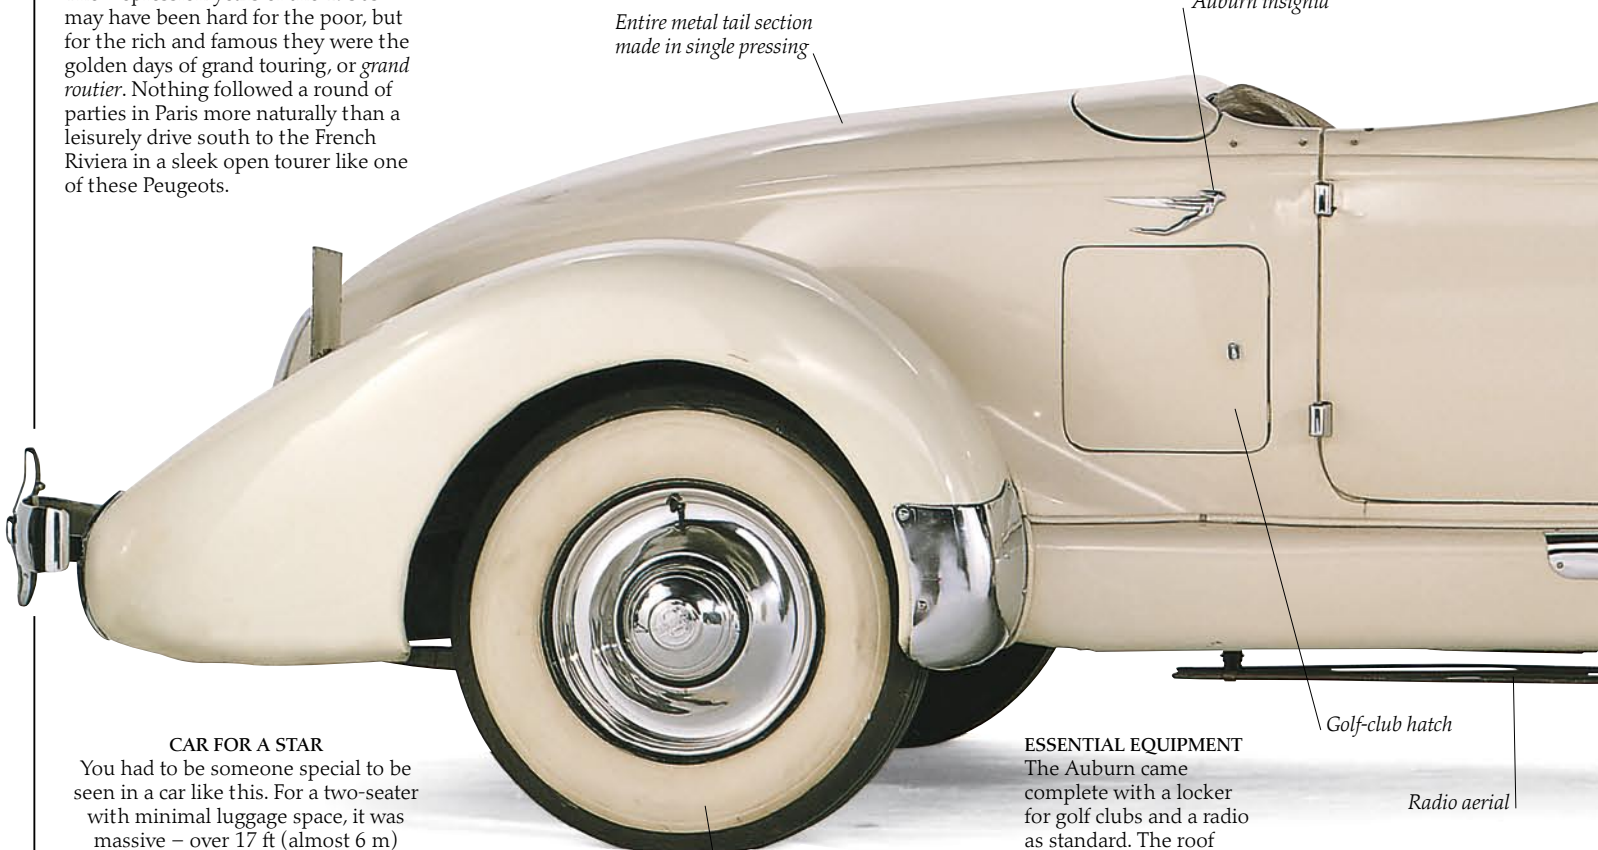 may have been hard for the poor, but
for the rich and famous they were the
golden days of grand touring, or grand
routier. Nothing followed a round of
parties in Paris more naturally than a
leisurely drive south to the French
Riviera in a sleek open tourer like one
of these Peugeots.
Entire metal tail section
made in single pressing
Auburn insignia
CAR FOR A STAR
You had to be someone special to be
seen in a car like this. For a two-seater
with minimal luggage space, it was
massive – over 17 ft (almost 6 m)
ESSENTIAL EQUIPMENT
The Auburn came
complete with a locker
for golf clubs and a radio
as standard. The roof
Golf-club hatch
Radio aerial